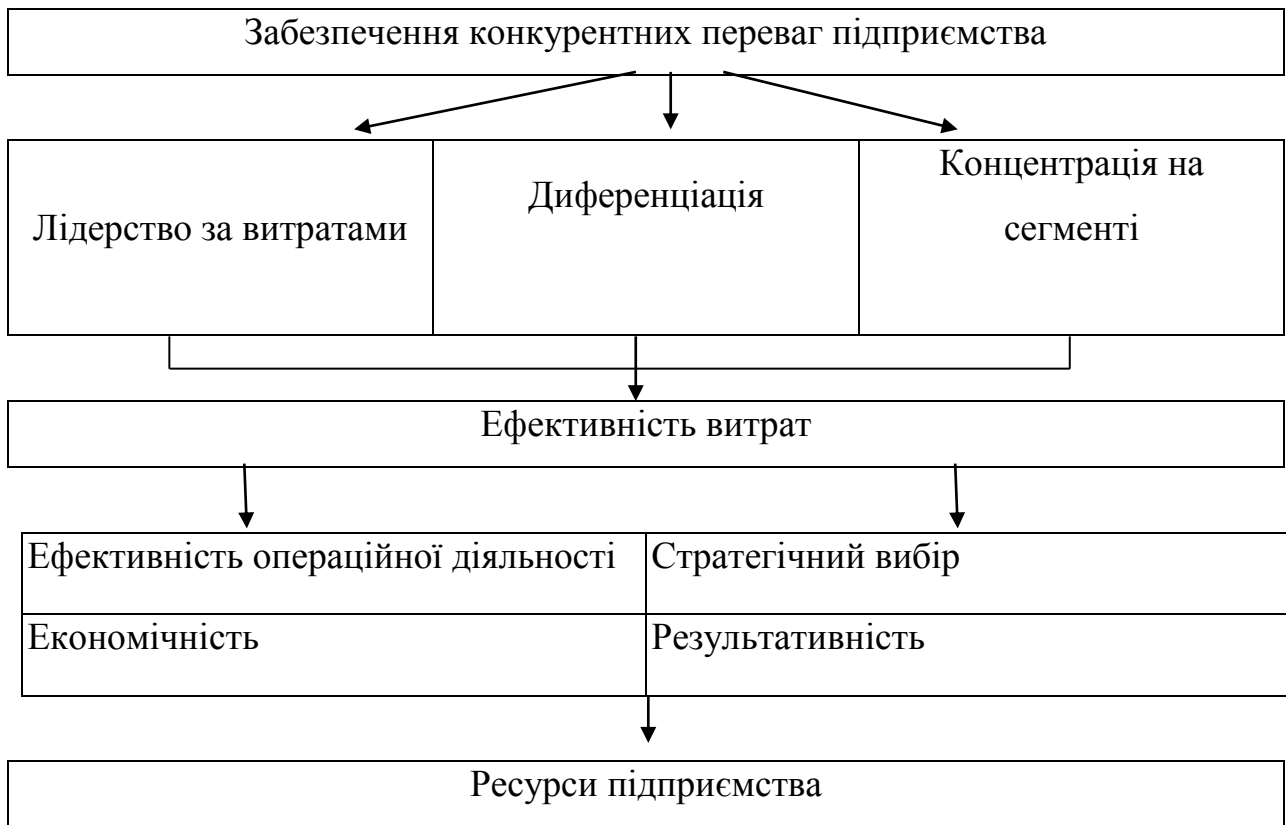 Забезпечення конкурентних переваг підприємства
Лідерство за витратами
Диференціація
Концентрація на
сегменті
Ефективність витрат
Ефективність операційної діяльності
Стратегічний вибір
Економічність
Результативність
Ресурси підприємства